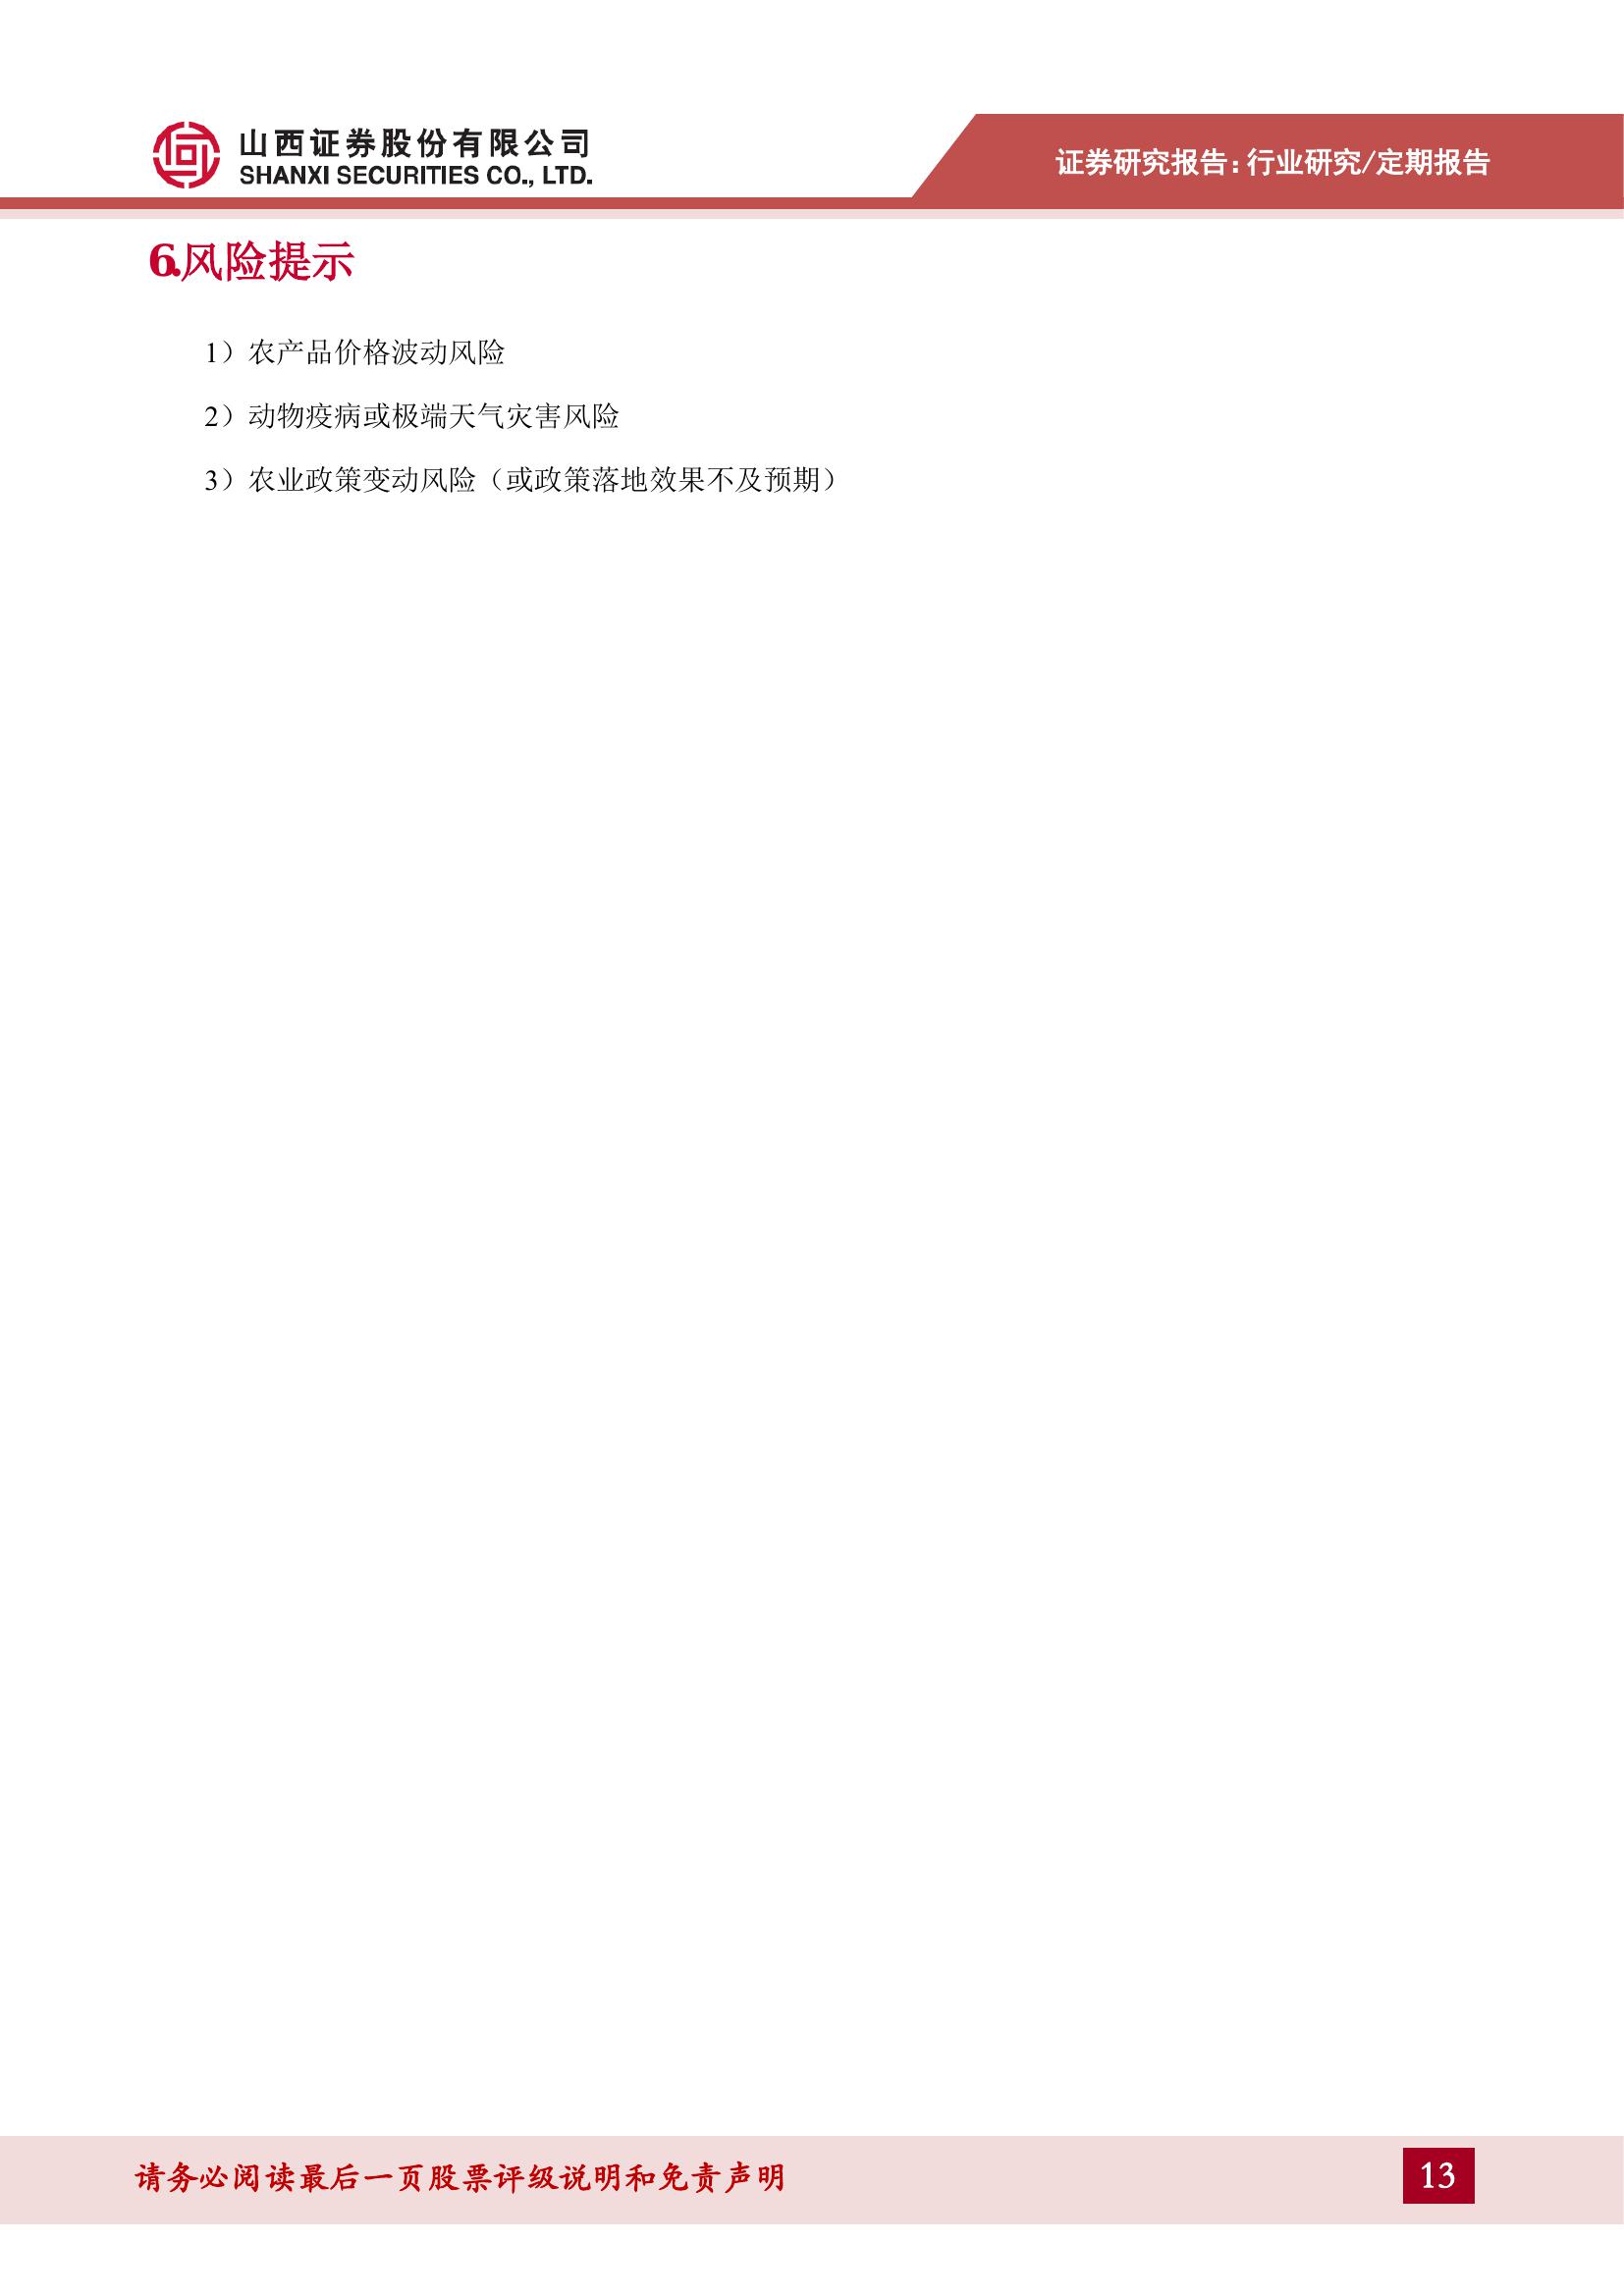 山西证券股份有限公司
SHANXI SECURITIES CO., LTD.
证券研究报告：行业研究/定期报告
6.风险提示
1）农产品价格波动风险
2）动物疫病或极端天气灾害风险
3）农业政策变动风险（或政策落地效果不及预期）
请务必阅读最后一页股票评级说明和免责声明
13